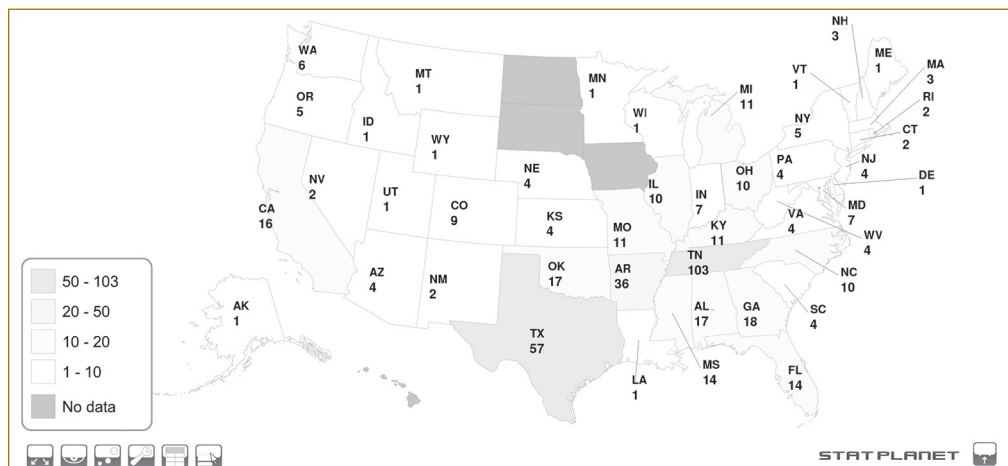 NH
3
ME
1
WA
6
MT
1
MN
1
VT
1
MA
3
RI
2
OR
5
MI
11
WI
1
NY
5
CT
2
ID
1
WY
1
NE
4
PA
4
NJ
4
OH
10
DE
1
NV
2
UT
1
IL
10
IN
7
MD
7
CA
16
CO
9
KS
4
MO
11
KY
11
VA
4
WV
4
TN
103
AZ
4
NM
2
OK
17
AR
36
NC
10
AK
1
AL
17
GA
18
SC
4
TX
57
LA
1
MS
14
FL
14
50 - 103
20 - 50
10 - 20
1 - 10
No data
STAT PLANET